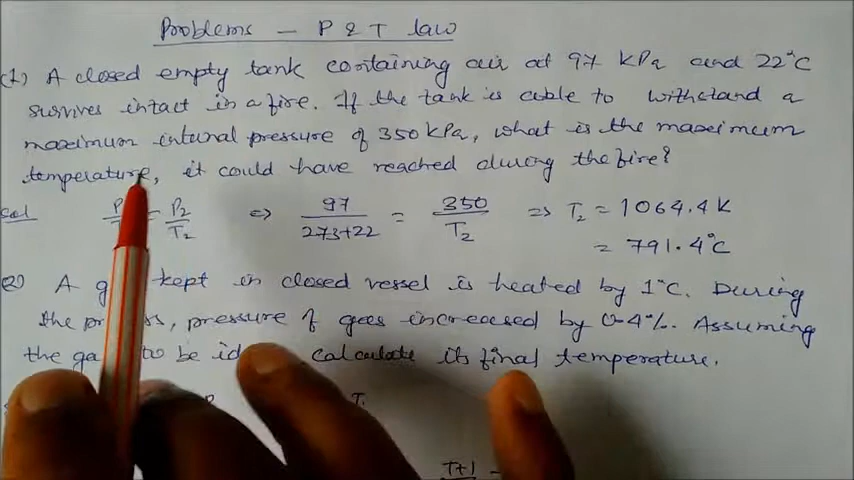 Problems – P & T law
(1) A closed empty tank containing air at 97 kPa and 22°C
survives intact in a fire. If the tank is able to withstand a
maximum internal pressure of 350 kPa, what is the maximum
temperature, it could have reached during the fire?
Sol P = P2/T2 ⇒ 97/(273+22) = 350/T2 ⇒ T2 = 1064.4 K
= 791.4°C
(2) A kept in closed vessel is heated by 1°C. During
the pressure of gas increased by 0.4%. Assuming
the to be calculate its final temperature.
T1
T+1